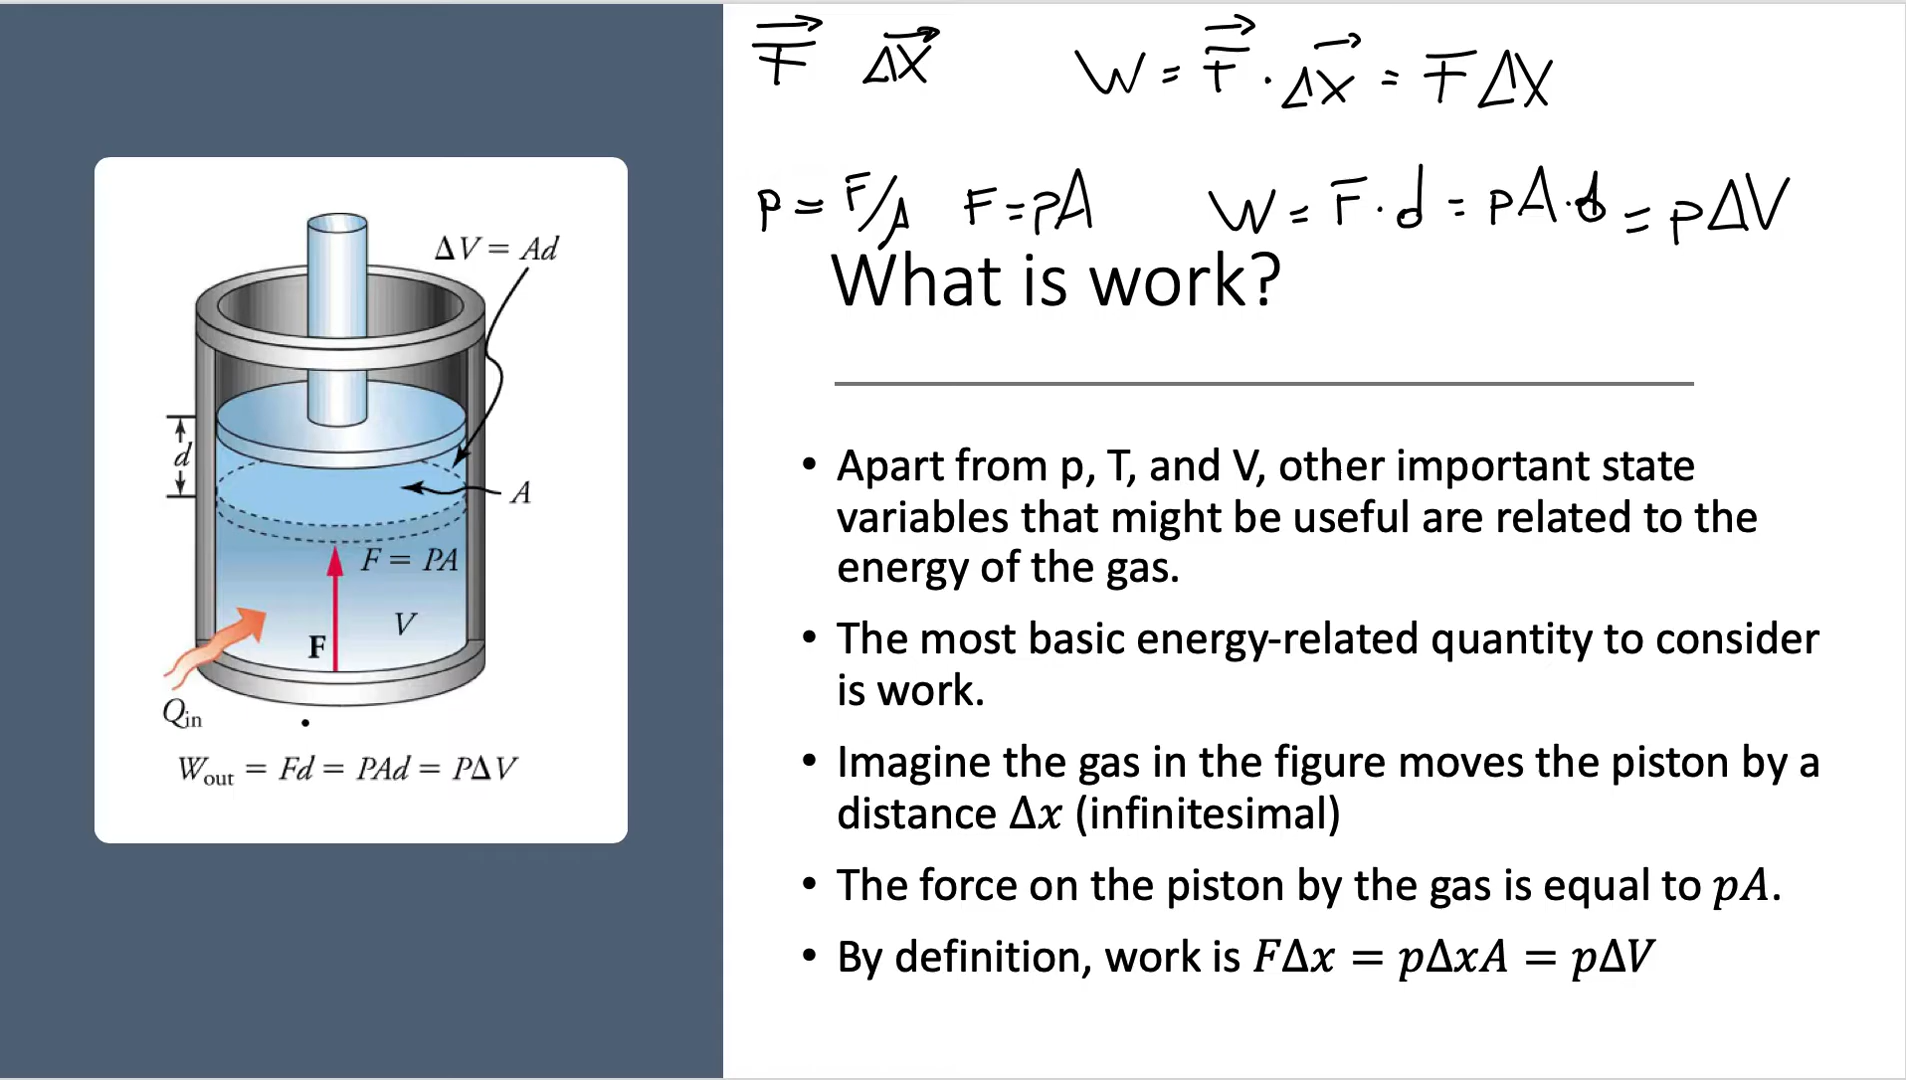 F⃗ Δx⃗ W = F⃗ · Δx⃗ = FΔX
p = F/A F = pA W = F · d = pA·d = pΔV
What is work?
ΔV = Ad
d
A
F = PA
V
F
Qin
Wout = Fd = PAd = PΔV
• Apart from p, T, and V, other important state
variables that might be useful are related to the
energy of the gas.
• The most basic energy-related quantity to consider
is work.
• Imagine the gas in the figure moves the piston by a
distance Δx (infinitesimal)
• The force on the piston by the gas is equal to pA.
• By definition, work is FΔx = pΔxA = pΔV